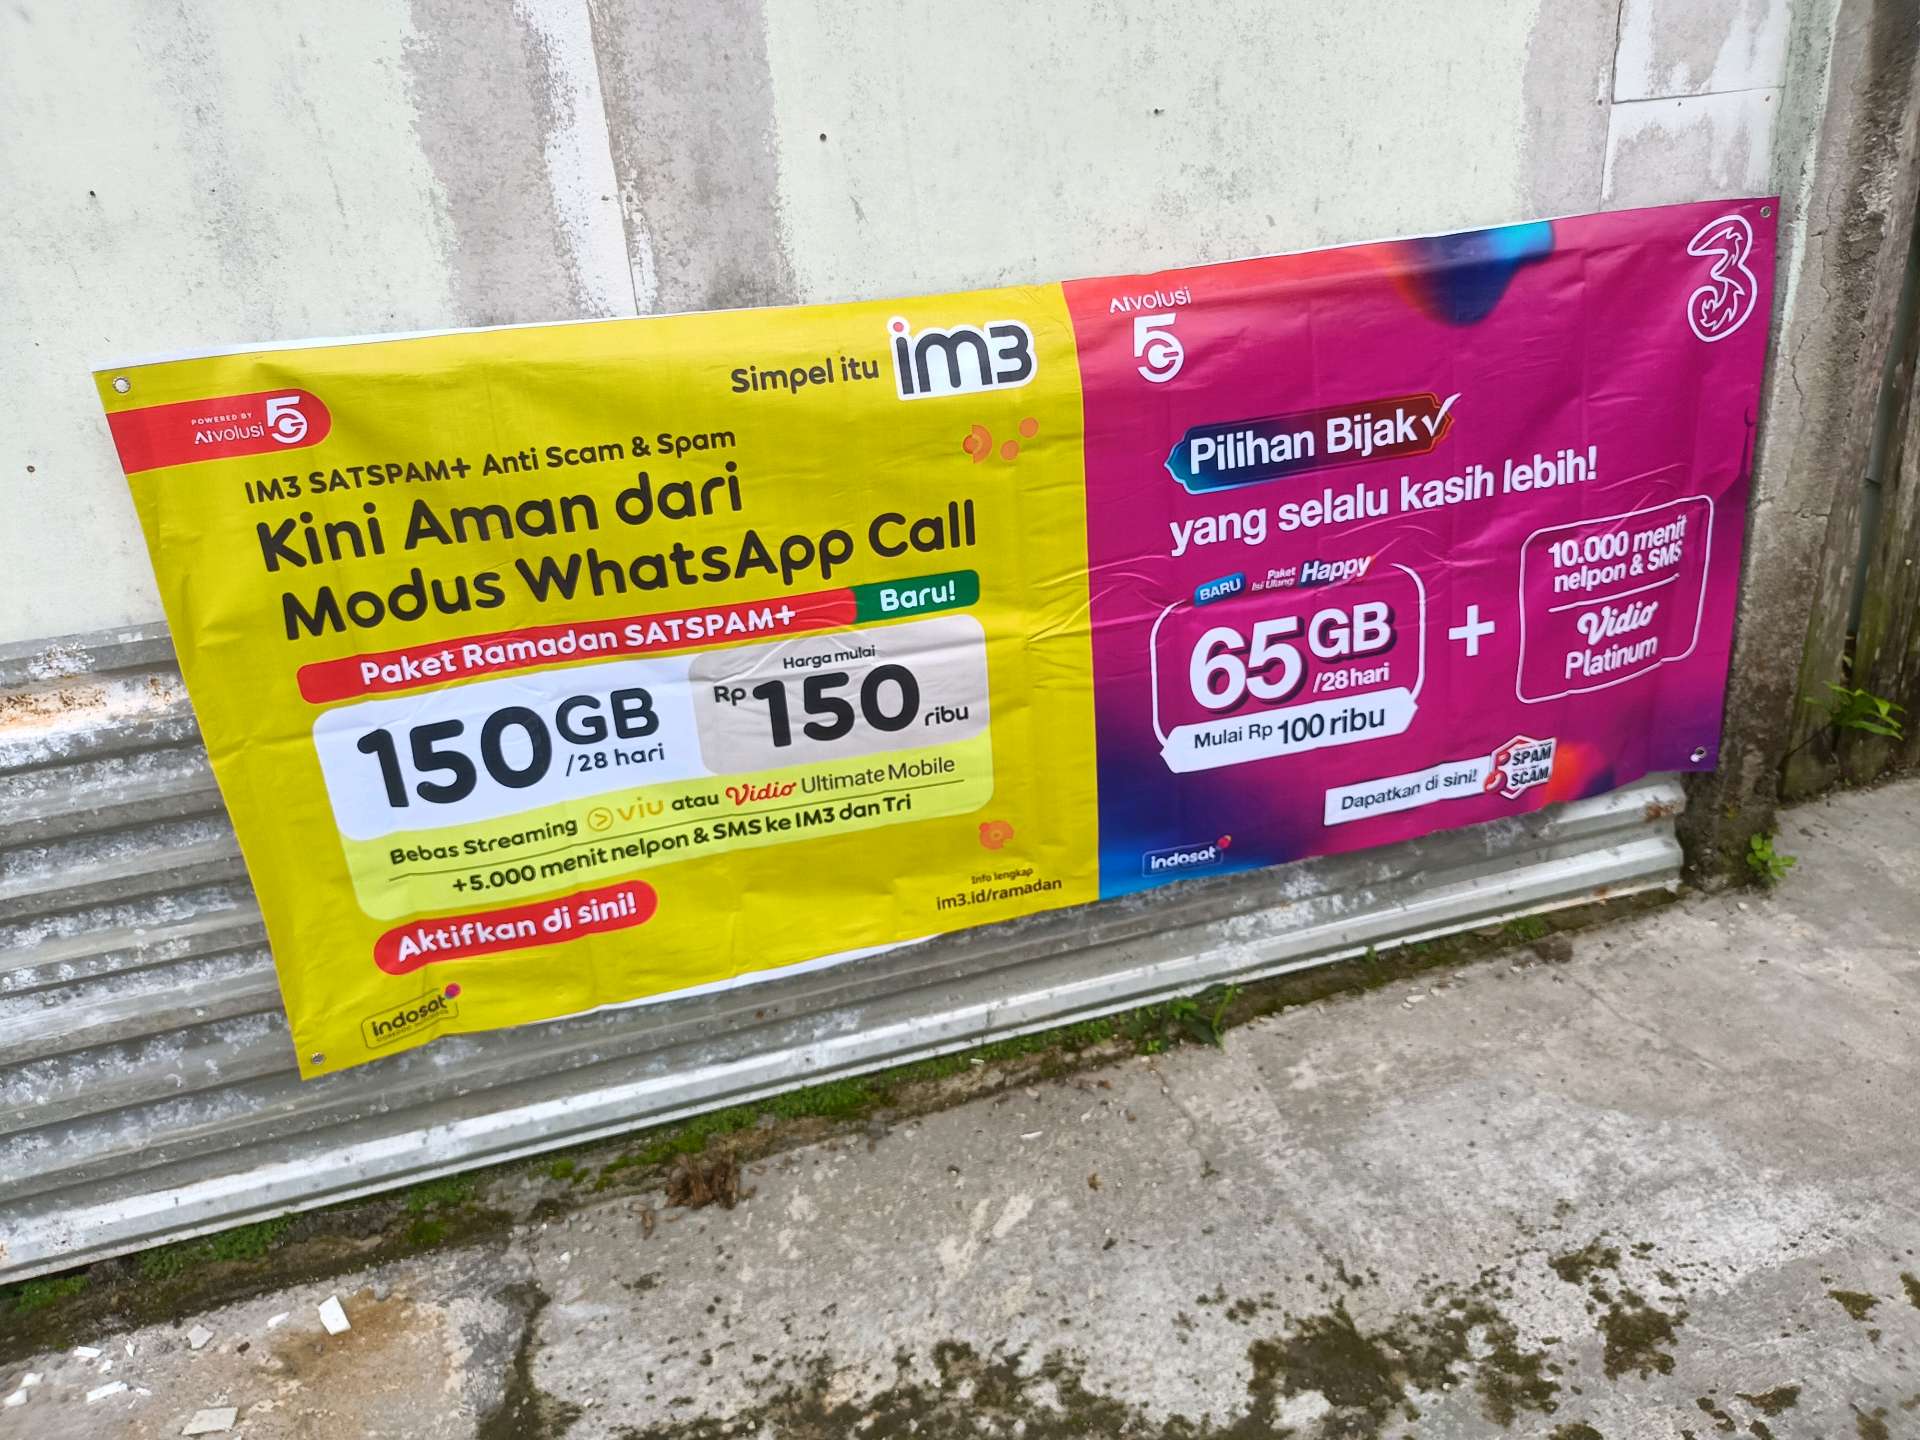 POWERED BY
AIVOLUSI 5G
Simpel itu im3
IM3 SATSPAM+ Anti Scam & Spam
Kini Aman dari
Modus WhatsApp Call
Paket Ramadan SATSPAM+ Baru!
150GB /28 hari
Harga mulai
Rp 150 ribu
Bebas Streaming viu atau Vidio Ultimate Mobile
+5.000 menit nelpon & SMS ke IM3 dan Tri
Aktifkan di sini!
Info lengkap
im3.id/ramadan
indosat
AIVOLUSI
5G
3
Pilihan Bijak
yang selalu kasih lebih!
BARU Paket Isi Ulang Happy
65GB
/28 hari
Mulai Rp 100 ribu
+
10.000 menit
nelpon & SMS
Vidio
Platinum
Dapatkan di sini!
SPAM
SCAM
indosat